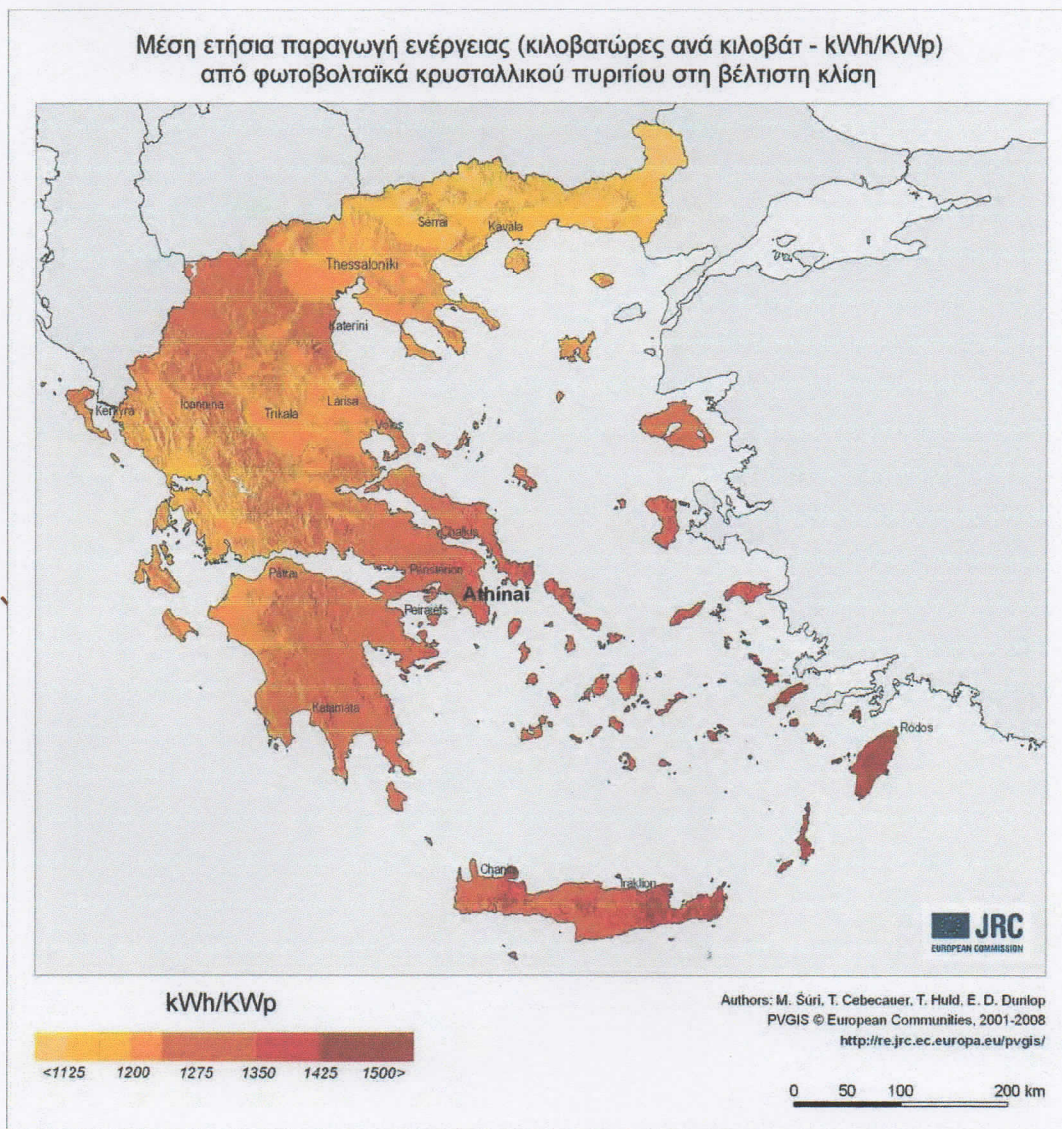 Μέση ετήσια παραγωγή ενέργειας (κιλοβατώρες ανά κιλοβάτ - kWh/KWp)
από φωτοβολταϊκά κρυσταλλικού πυριτίου στη βέλτιστη κλίση
Serrai
Kavala
Thessaloniki
Katerini
Kerkyra
Ioannina
Trikala
Larisa
Volos
Chalkis
Patrai
Peristerion
Athinai
Peiraiefs
Kalamata
Rodos
Chania
Iraklion
JRC
EUROPEAN COMMISSION
kWh/KWp
<1125 1200 1275 1350 1425 1500>
Authors: M. Šúri, T. Cebecauer, T. Huld, E. D. Dunlop
PVGIS © European Communities, 2001-2008
http://re.jrc.ec.europa.eu/pvgis/
0 50 100 200 km